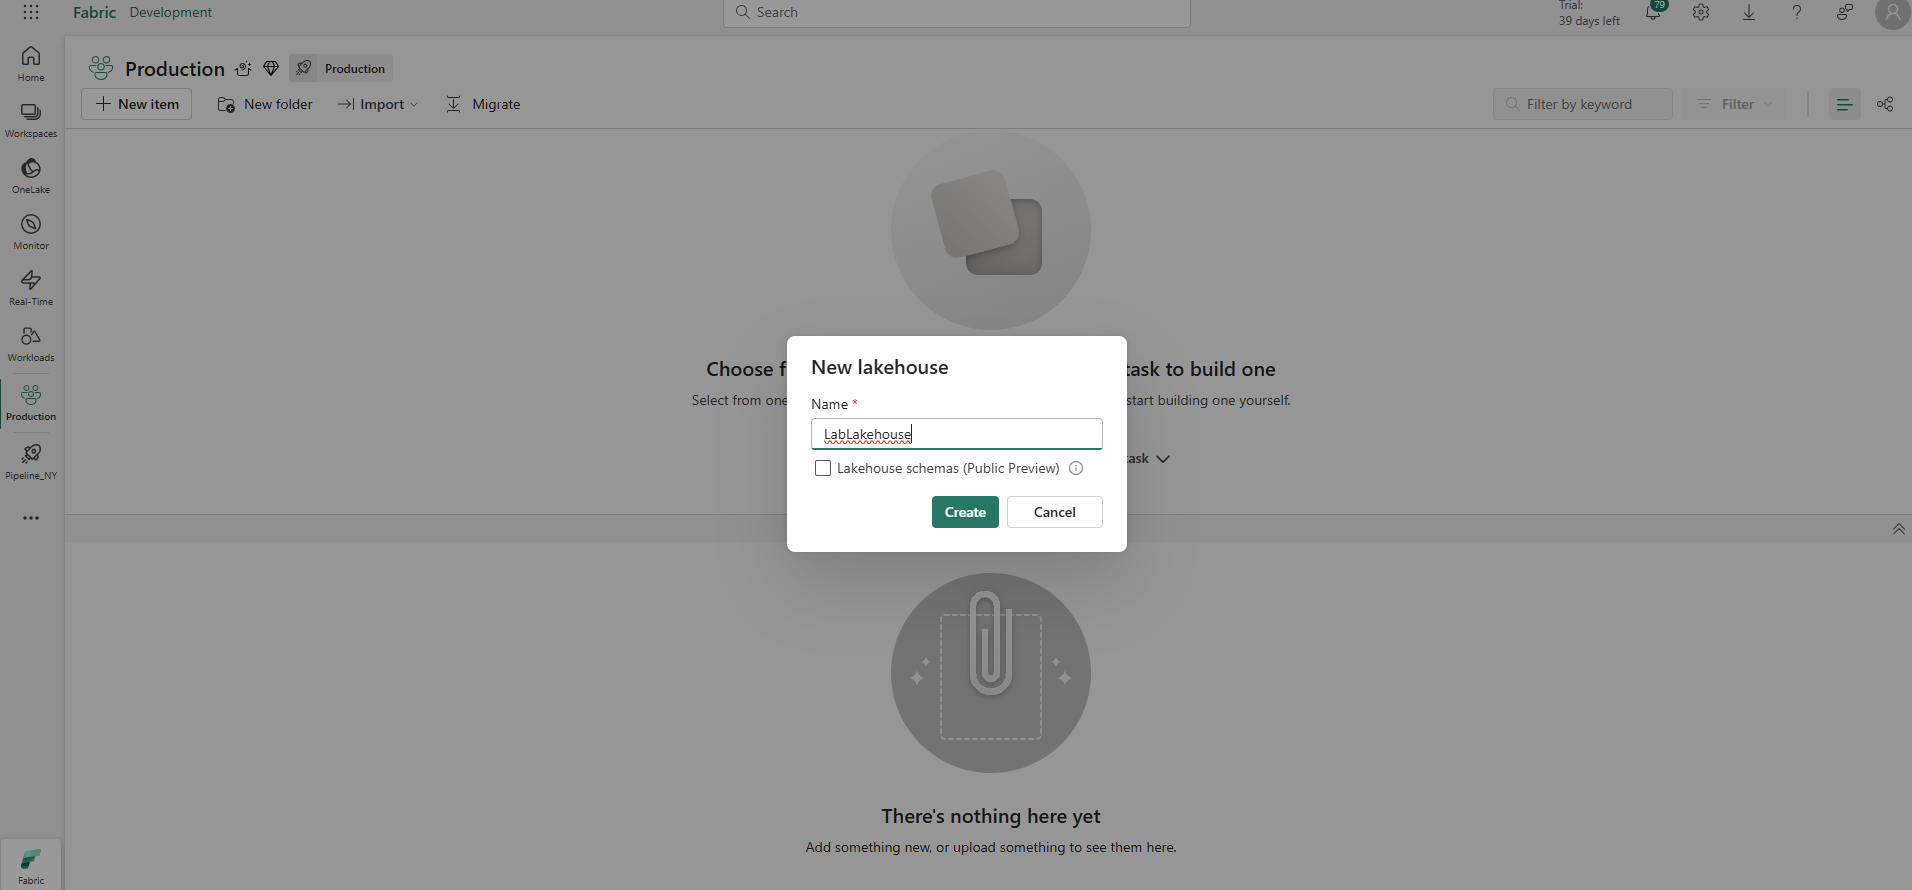 Fabric Development
Search
Trial:
39 days left
79
Home
Workspaces
OneLake
Monitor
Real-Time
Workloads
Production
Pipeline_NY
Fabric
Production
Production
New item
New folder
Import
Migrate
Filter by keyword
Filter
Choose f
task to build one
Select from one
start building one yourself.
task
New lakehouse
Name *
LabLakehouse
Lakehouse schemas (Public Preview)
Create
Cancel
There's nothing here yet
Add something new, or upload something to see them here.